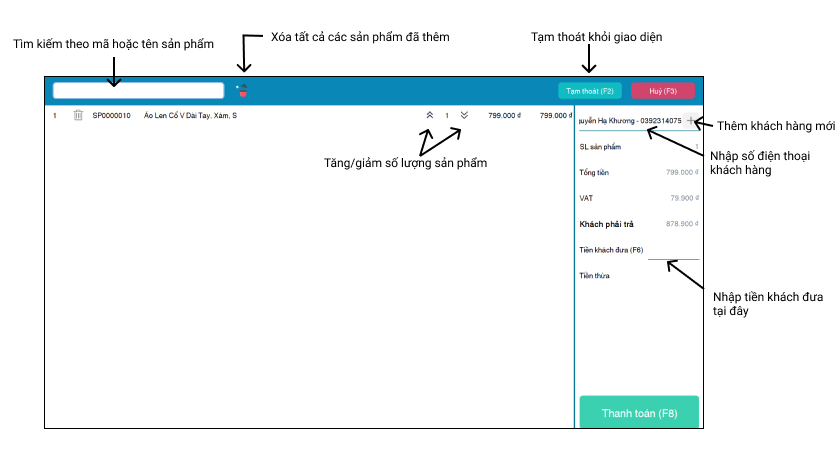 Tìm kiếm theo mã hoặc tên sản phẩm
Xóa tất cả các sản phẩm đã thêm
Tạm thoát khỏi giao diện
Tạm thoát (F2)
Huỷ (F3)
1
SP0000010
Áo Len Cổ V Dài Tay, Xám, S
1
799.000 đ
799.000 đ
guyễn Hạ Khương - 0392314075
Thêm khách hàng mới
Tăng/giảm số lượng sản phẩm
Nhập số điện thoại
khách hàng
SL sản phẩm 1
Tổng tiền 799.000 đ
VAT 79.900 đ
Khách phải trả 878.900 đ
Tiền khách đưa (F6)
Tiền thừa
Nhập tiền khách đưa
tại đây
Thanh toán (F8)